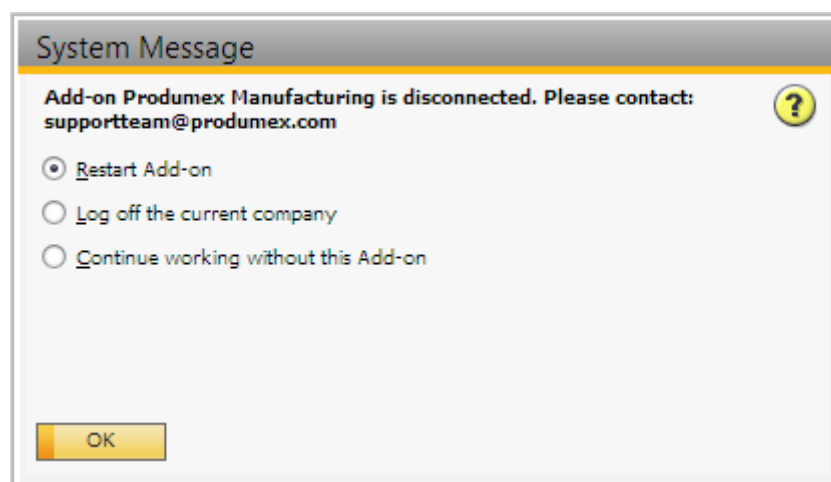 System Message
Add-on Produmex Manufacturing is disconnected. Please contact:
supportteam@produmex.com
?
Restart Add-on
Log off the current company
Continue working without this Add-on
OK